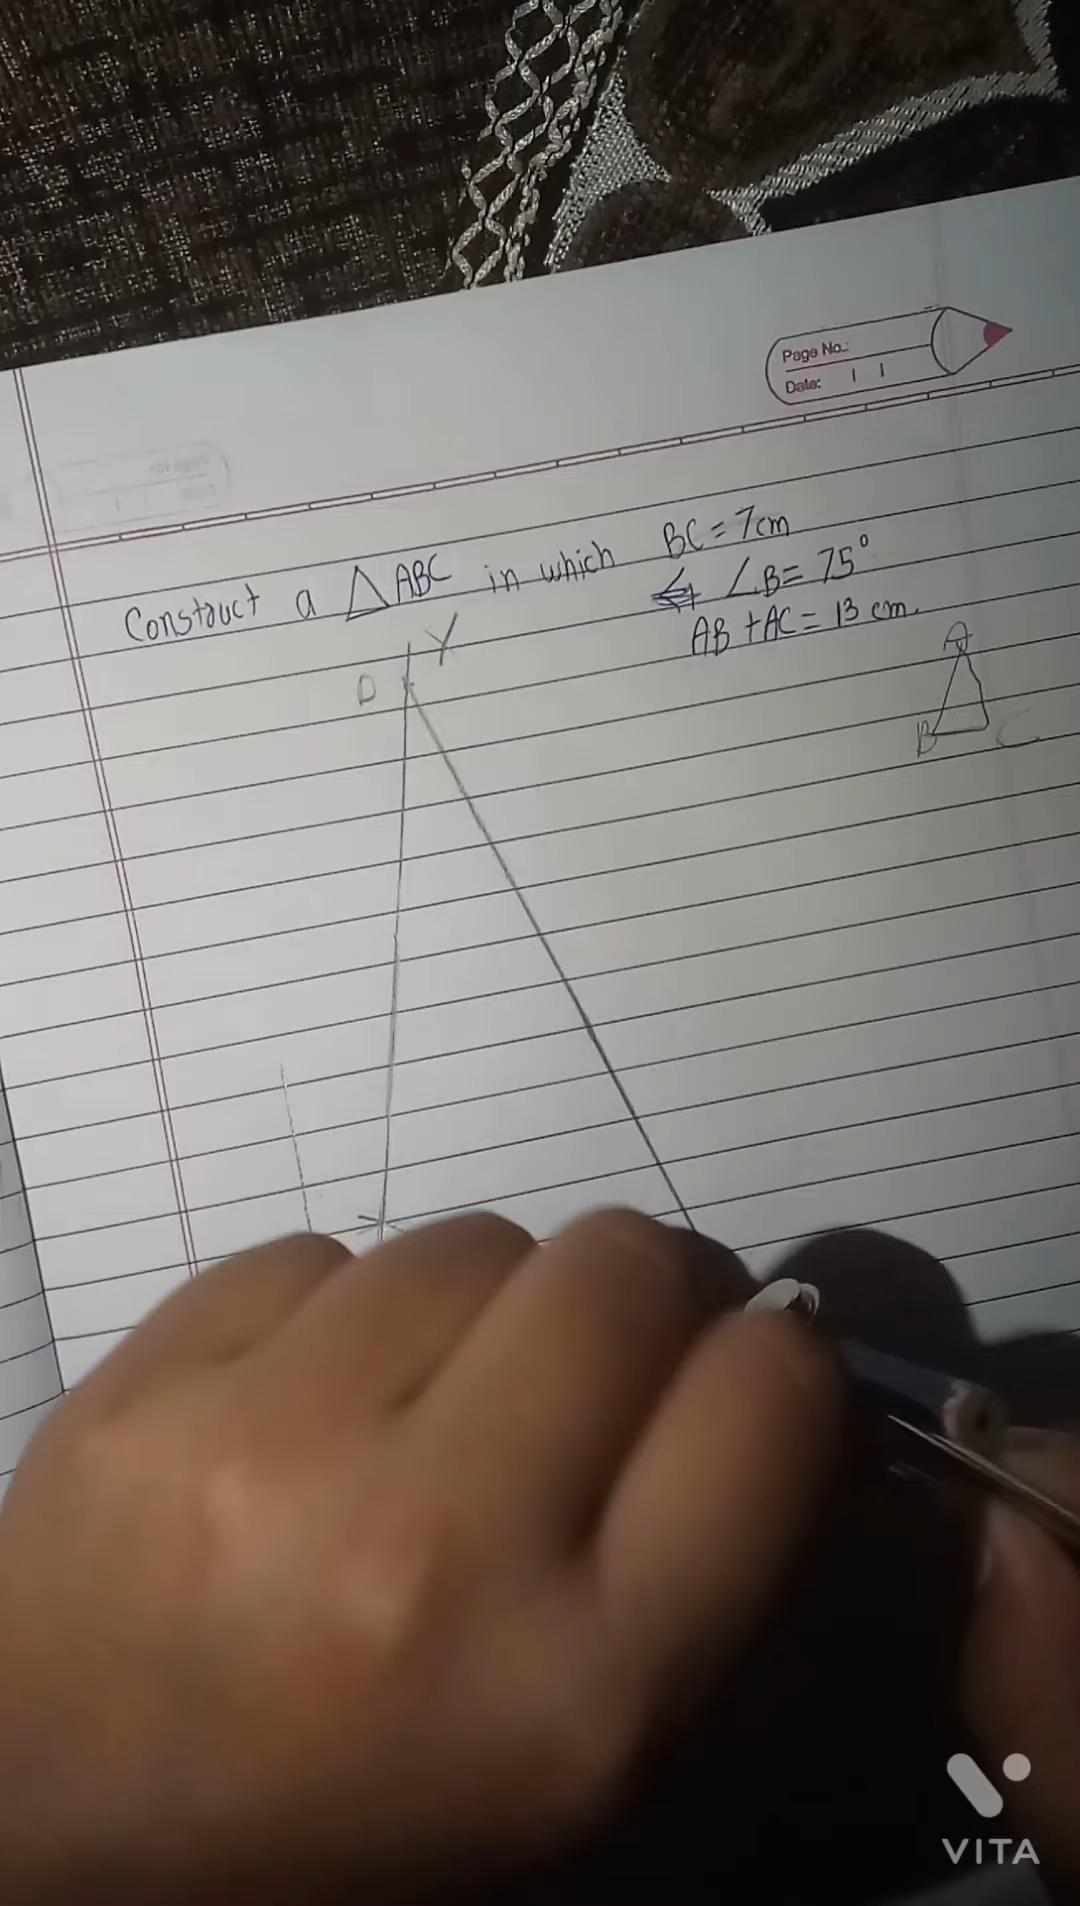 Page No.:
Date:
Construct a △ ABC in which BC = 7cm
∠B = 75°
AB + AC = 13 cm.
Y
D
A
B C
VITA